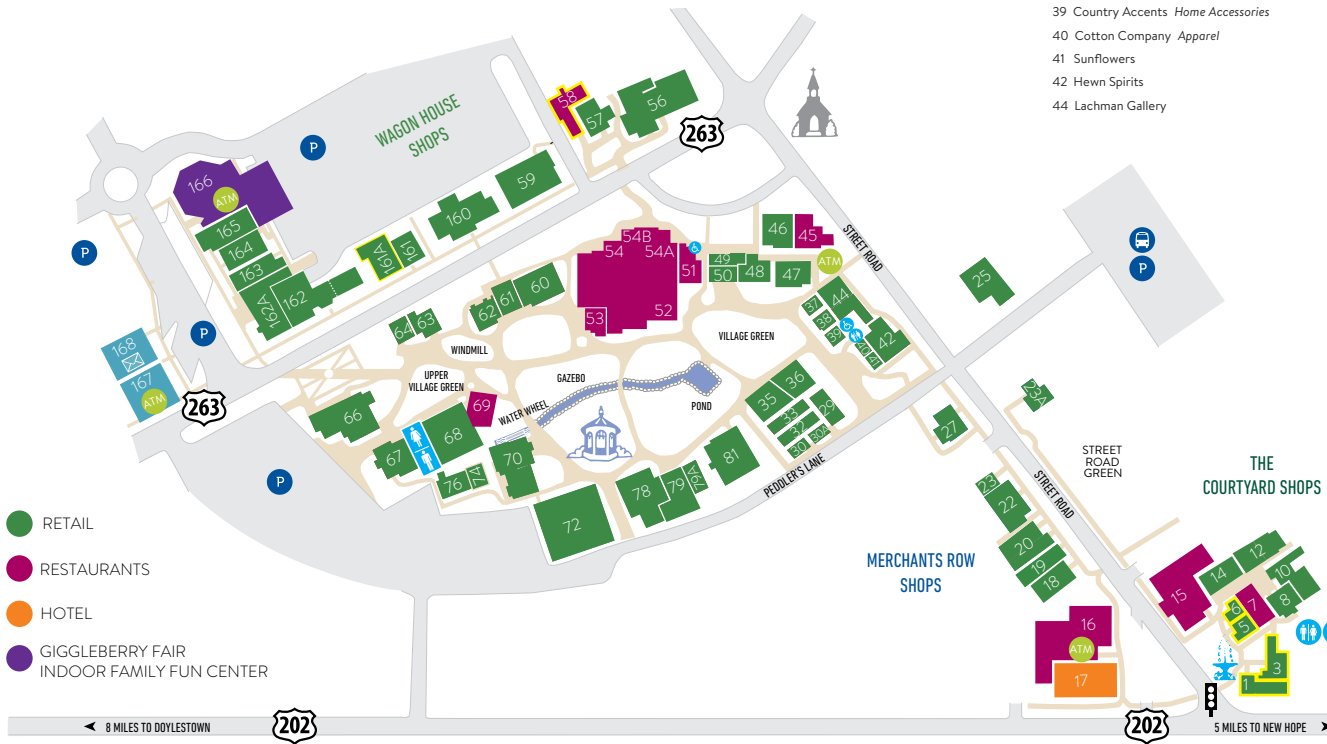 39 Country Accents Home Accessories
40 Cotton Company Apparel
41 Sunflowers
42 Hewn Spirits
44 Lachman Gallery
58
57
56
263
WAGON HOUSE
SHOPS
P
59
166
ATM
165
164
163
162A
162
161A
161
160
P
P
168
167
ATM
263
54B
54
54A
51
52
53
49
50
48
47
46
45
ATM
STREET ROAD
25
P
60
61
62
63
64
WINDMILL
UPPER
VILLAGE GREEN
GAZEBO
VILLAGE GREEN
POND
WATER WHEEL
37
38
39
44
40
41
42
36
35
33
32
30
30A
29
PEDDLER'S LANE
66
67
68
69
70
76
74
72
78
79
79A
81
P
27
23A
STREET
ROAD
GREEN
STREET ROAD
THE
COURTYARD SHOPS
23
22
20
19
18
MERCHANTS ROW
SHOPS
16
ATM
17
15
14
12
10
8
7
6
5
3
1
RETAIL
RESTAURANTS
HOTEL
GIGGLEBERRY FAIR
INDOOR FAMILY FUN CENTER
8 MILES TO DOYLESTOWN
202
202
5 MILES TO NEW HOPE